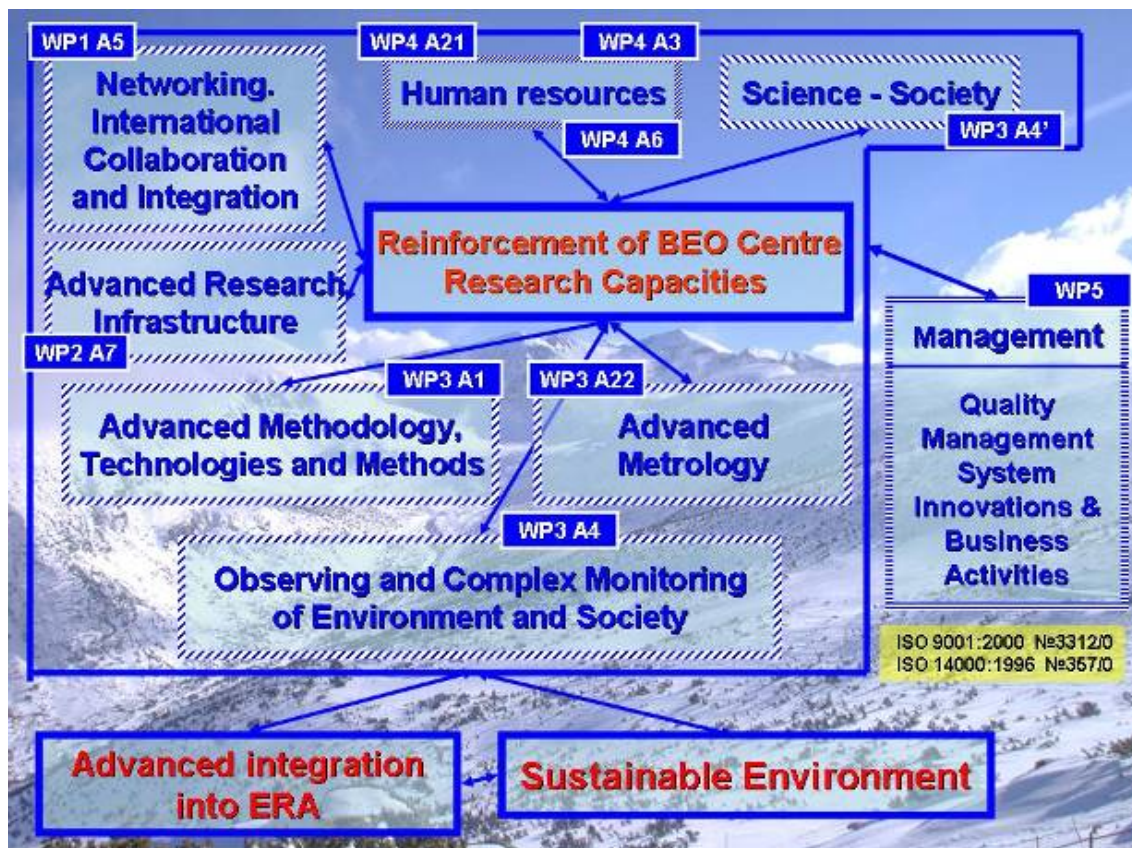 WP1 A5
WP4 A21
WP4 A3
Networking.
International
Collaboration
and Integration
Human resources
WP4 A6
Science - Society
WP3 A4’
Reinforcement of BEO Centre
Research Capacities
Advanced Research
Infrastructure
WP2 A7
WP5
Management
Quality
Management
System
Innovations &
Business
Activities
WP3 A1
Advanced Methodology,
Technologies and Methods
WP3 A22
Advanced
Metrology
WP3 A4
Observing and Complex Monitoring
of Environment and Society
ISO 9001:2000 №3312/0
ISO 14000:1996 №357/0
Advanced integration
into ERA
Sustainable Environment